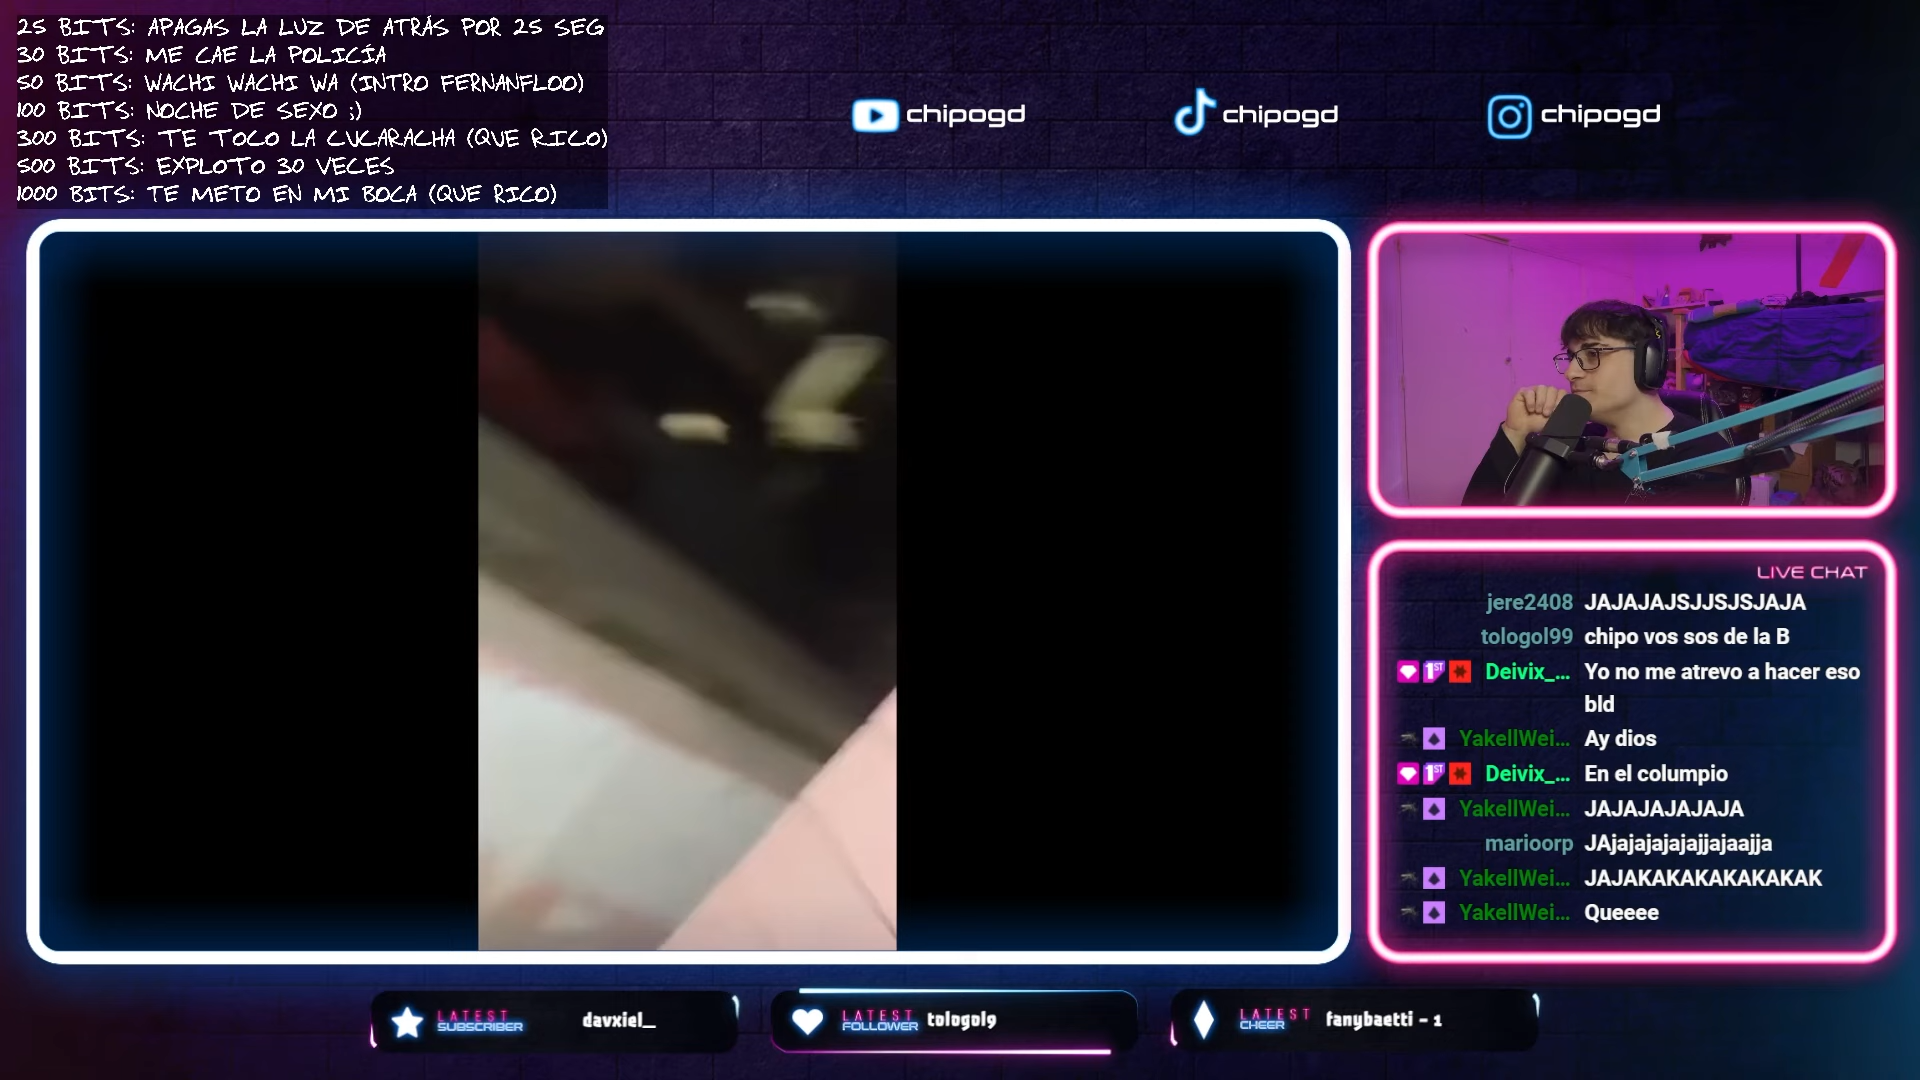 25 BITS: APAGAS LA LUZ DE ATRÁS POR 25 SEG
30 BITS: ME CAE LA POLICÍA
50 BITS: WACHI WACHI WA (INTRO FERNANFLOO)
100 BITS: NOCHE DE SEXO ;)
300 BITS: TE TOCO LA CUCARACHA (QUE RICO)
500 BITS: EXPLOTO 30 VECES
1000 BITS: TE METO EN MI BOCA (QUE RICO)
chipogd
chipogd
chipogd
LIVE CHAT
jere2408 JAJAJAJSJJSJSJAJA
tologol99 chipo vos sos de la B
1ST Deivix_... Yo no me atrevo a hacer eso
bld
YakellWei... Ay dios
1ST Deivix_... En el columpio
YakellWei... JAJAJAJAJAJA
marioorp JAjajajajajjajaajja
YakellWei... JAJAKAKAKAKAKAKAK
YakellWei... Queeee
LATEST SUBSCRIBER davxiel_
LATEST FOLLOWER tologol9
LATEST CHEER fanybaetti - 1